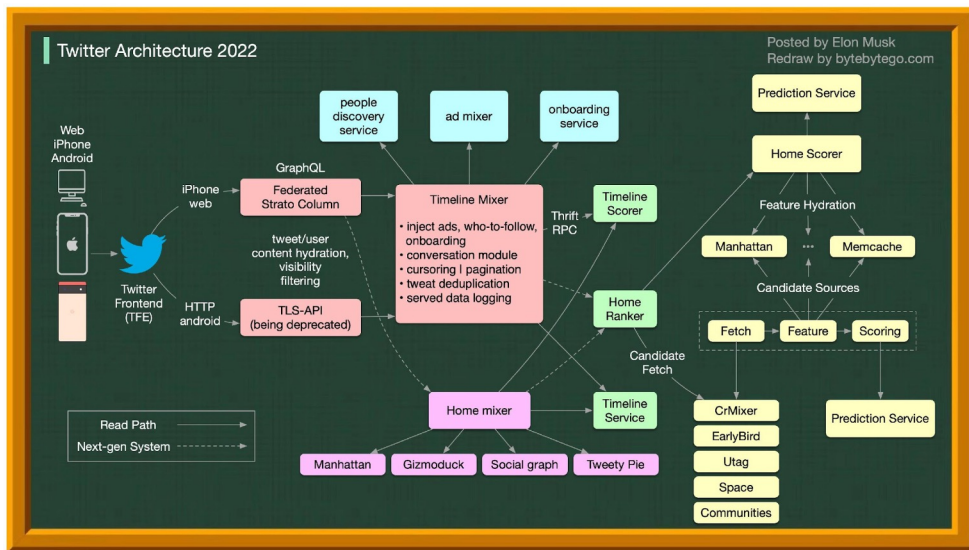 Twitter Architecture 2022
Posted by Elon Musk
Redraw by bytebytego.com
Web
iPhone
Android
Twitter
Frontend
(TFE)
iPhone
web
HTTP
android
GraphQL
Federated
Strato Column
tweet/user
content hydration,
visibility
filtering
TLS-API
(being deprecated)
people
discovery
service
ad mixer
onboarding
service
Timeline Mixer
• inject ads, who-to-follow,
onboarding
• conversation module
• cursoring | pagination
• tweat deduplication
• served data logging
Thrift
RPC
Timeline
Scorer
Home
Ranker
Candidate
Fetch
Timeline
Service
Home mixer
Manhattan
Gizmoduck
Social graph
Tweety Pie
Prediction Service
Home Scorer
Feature Hydration
Manhattan
...
Memcache
Candidate Sources
Fetch
Feature
Scoring
CrMixer
EarlyBird
Utag
Space
Communities
Prediction Service
Read Path
Next-gen System